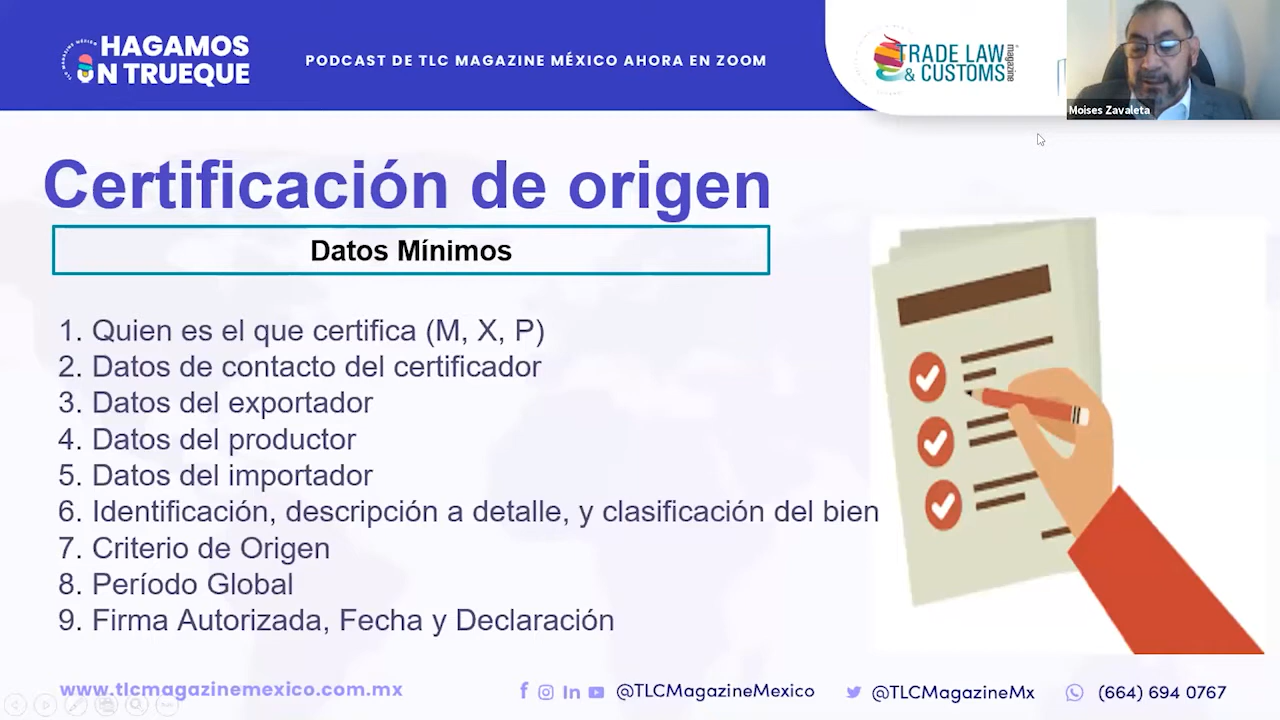 HAGAMOS
UN TRUEQUE
PODCAST DE TLC MAGAZINE MÉXICO AHORA EN ZOOM
TRADE LAW
& CUSTOMS
magazine
Moises Zavaleta
Certificación de origen
Datos Mínimos
1. Quien es el que certifica (M, X, P)
2. Datos de contacto del certificador
3. Datos del exportador
4. Datos del productor
5. Datos del importador
6. Identificación, descripción a detalle, y clasificación del bien
7. Criterio de Origen
8. Período Global
9. Firma Autorizada, Fecha y Declaración
www.tlcmagazinemexico.com.mx
@TLCMagazineMexico
@TLCMagazineMx
(664) 694 0767